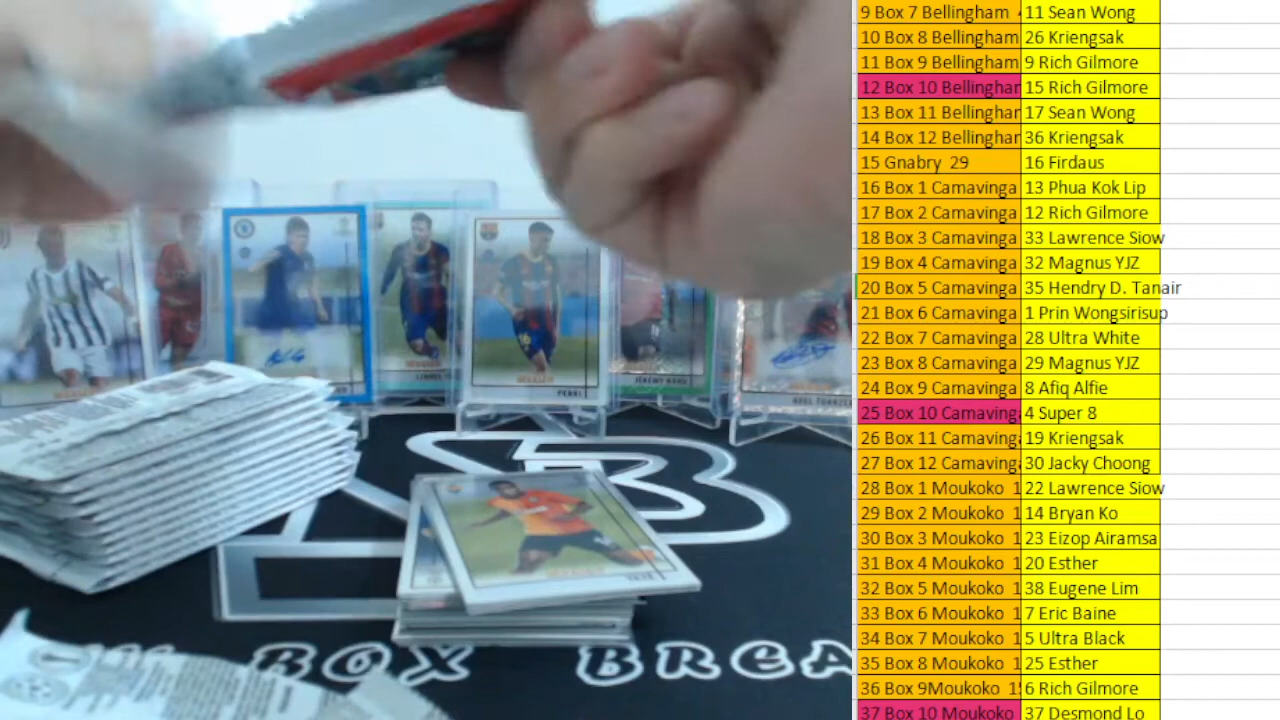 9 Box 7 Bellingham 11 Sean Wong
10 Box 8 Bellingham 26 Kriengsak
11 Box 9 Bellingham 9 Rich Gilmore
12 Box 10 Bellinghar 15 Rich Gilmore
13 Box 11 Bellinghar 17 Sean Wong
14 Box 12 Bellinghar 36 Kriengsak
15 Gnabry 29 16 Firdaus
16 Box 1 Camavinga 13 Phua Kok Lip
17 Box 2 Camavinga 12 Rich Gilmore
18 Box 3 Camavinga 33 Lawrence Siow
19 Box 4 Camavinga 32 Magnus YJZ
20 Box 5 Camavinga 35 Hendry D. Tanair
21 Box 6 Camavinga 1 Prin Wongsirisup
22 Box 7 Camavinga 28 Ultra White
23 Box 8 Camavinga 29 Magnus YJZ
24 Box 9 Camavinga 8 Afiq Alfie
25 Box 10 Camaving 4 Super 8
26 Box 11 Camaving 19 Kriengsak
27 Box 12 Camaving 30 Jacky Choong
28 Box 1 Moukoko 1 22 Lawrence Siow
29 Box 2 Moukoko 1 14 Bryan Ko
30 Box 3 Moukoko 1 23 Eizop Airamsa
31 Box 4 Moukoko 1 20 Esther
32 Box 5 Moukoko 1 38 Eugene Lim
33 Box 6 Moukoko 1 7 Eric Baine
34 Box 7 Moukoko 1 5 Ultra Black
35 Box 8 Moukoko 1 25 Esther
36 Box 9Moukoko 15 6 Rich Gilmore
37 Box 10 Moukoko 37 Desmond Lo
PEDRI
BOX BREA